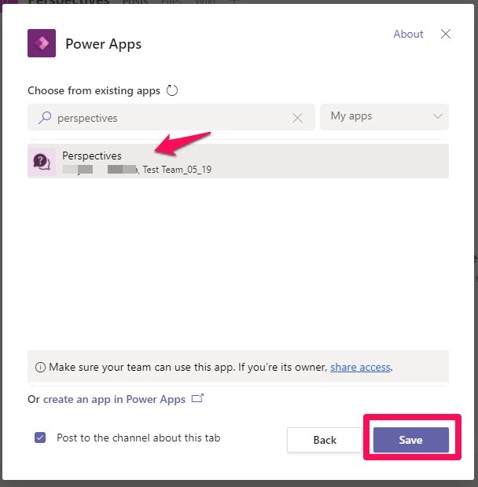 Perspectives Posts Files Wiki +
Power Apps
About
Choose from existing apps
perspectives
My apps
Perspectives
, Test Team_05_19
Make sure your team can use this app. If you're its owner, share access.
Or create an app in Power Apps
Post to the channel about this tab
Back
Save